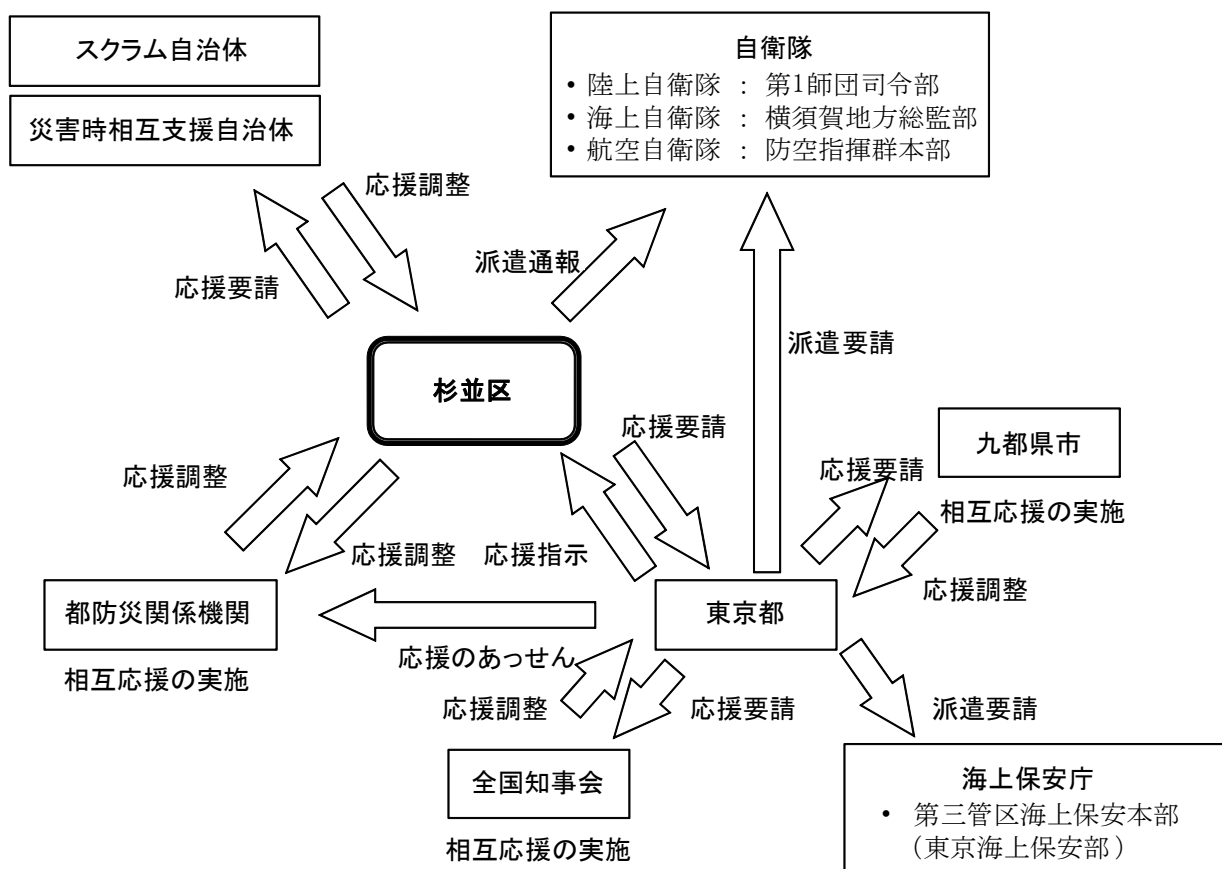 スクラム自治体
災害時相互支援自治体
自衛隊
• 陸上自衛隊 : 第1師団司令部
• 海上自衛隊 : 横須賀地方総監部
• 航空自衛隊 : 防空指揮群本部
応援調整
応援要請
派遣通報
派遣要請
杉並区
応援要請
九都県市
応援調整
応援要請
相互応援の実施
応援調整
応援指示
応援調整
都防災関係機関
東京都
相互応援の実施
応援のあっせん
応援調整
応援要請
派遣要請
全国知事会
相互応援の実施
海上保安庁
• 第三管区海上保安本部
(東京海上保安部)